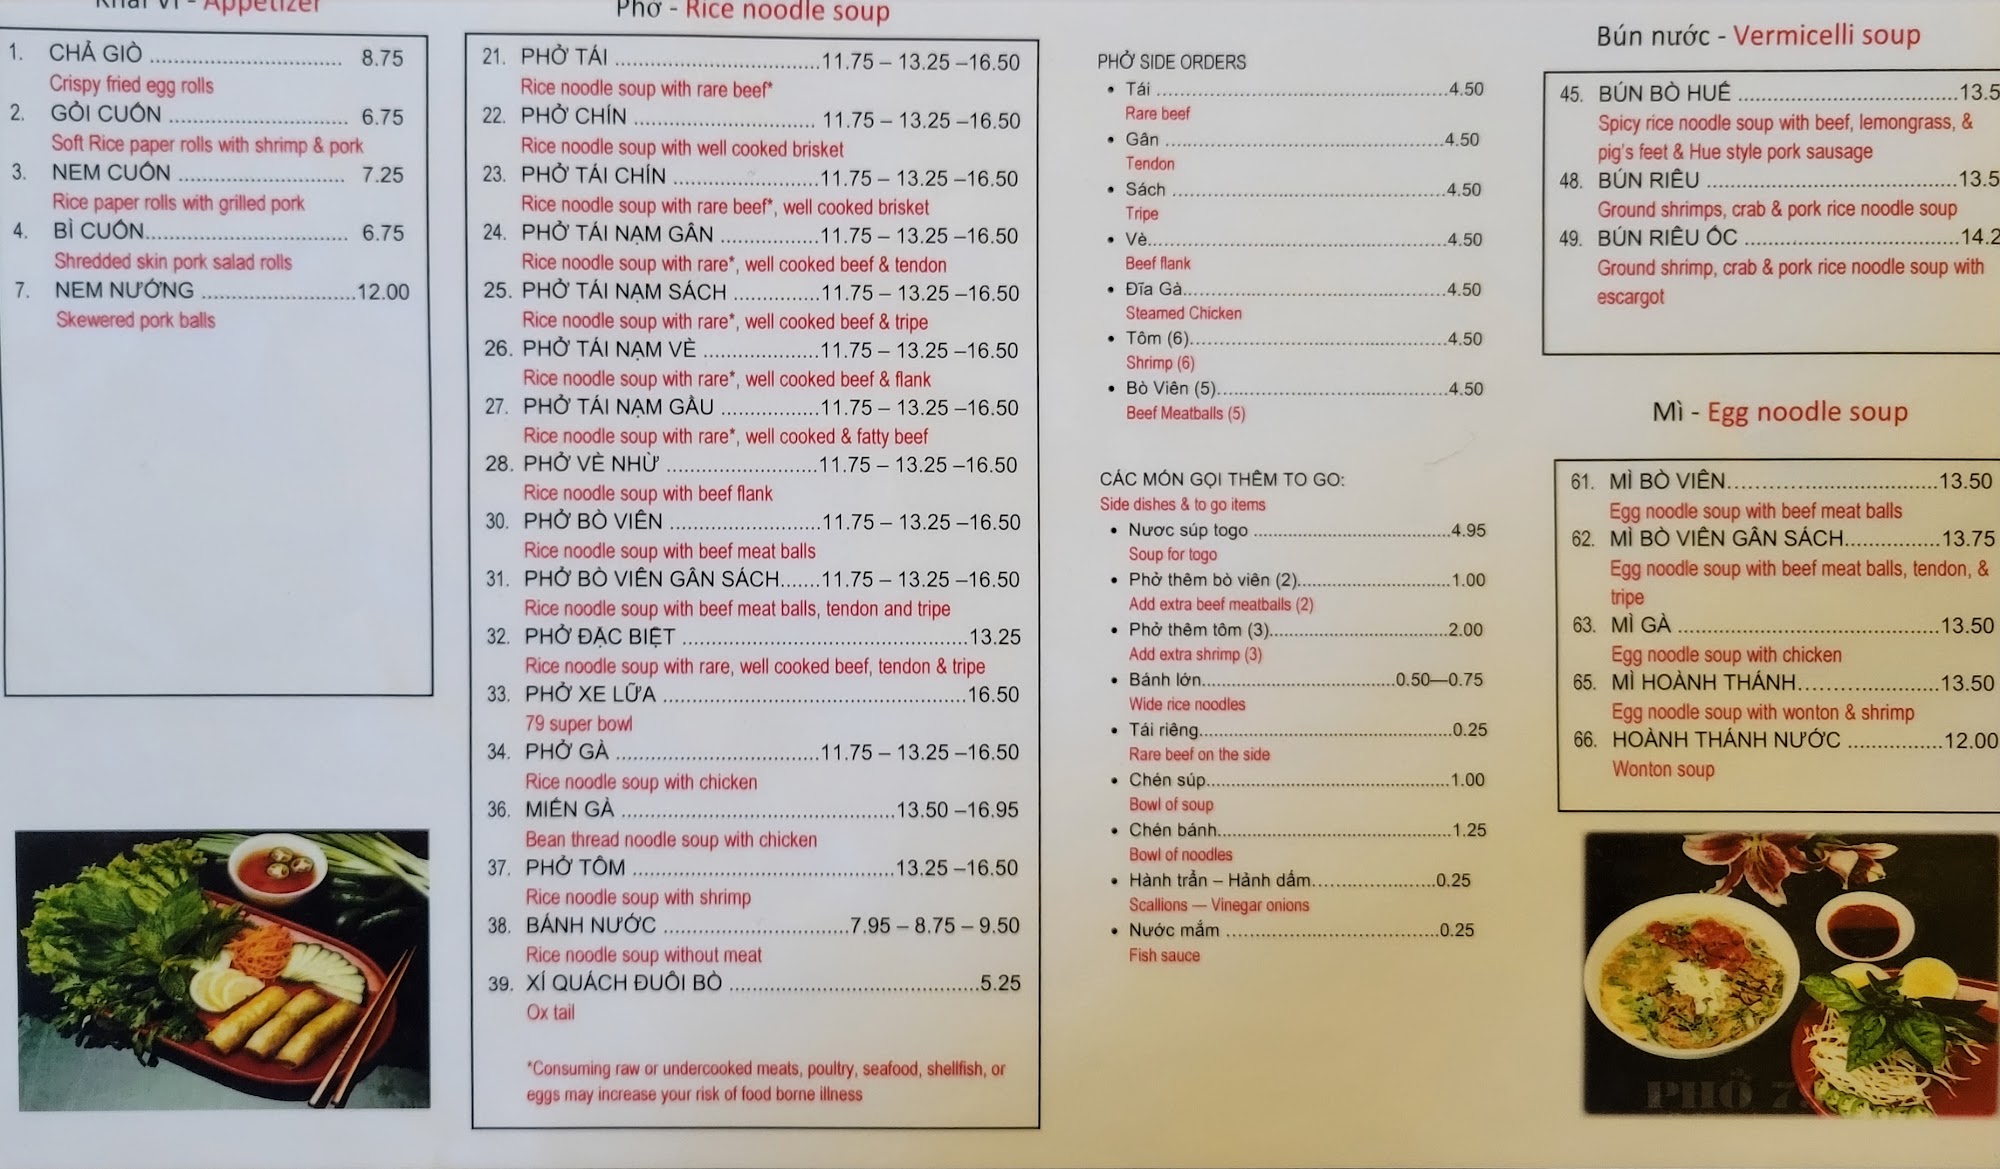 Khai Vị - Appetizer
1. CHẢ GIÒ ................................ 8.75
Crispy fried egg rolls
2. GỎI CUỐN ............................... 6.75
Soft Rice paper rolls with shrimp & pork
3. NEM CUỐN ............................. 7.25
Rice paper rolls with grilled pork
4. BÌ CUỐN.................................. 6.75
Shredded skin pork salad rolls
7. NEM NƯỚNG ..........................12.00
Skewered pork balls
Phở - Rice noodle soup
21. PHỞ TÁI ...................................11.75 – 13.25 –16.50
Rice noodle soup with rare beef*
22. PHỞ CHÍN ............................... 11.75 – 13.25 –16.50
Rice noodle soup with well cooked brisket
23. PHỞ TÁI CHÍN .........................11.75 – 13.25 –16.50
Rice noodle soup with rare beef*, well cooked brisket
24. PHỞ TÁI NẠM GÂN .................11.75 – 13.25 –16.50
Rice noodle soup with rare*, well cooked beef & tendon
25. PHỞ TÁI NẠM SÁCH ...............11.75 – 13.25 –16.50
Rice noodle soup with rare*, well cooked beef & tripe
26. PHỞ TÁI NẠM VÈ ....................11.75 – 13.25 –16.50
Rice noodle soup with rare*, well cooked beef & flank
27. PHỞ TÁI NẠM GẦU .................11.75 – 13.25 –16.50
Rice noodle soup with rare*, well cooked & fatty beef
28. PHỞ VÈ NHỪ ..........................11.75 – 13.25 –16.50
Rice noodle soup with beef flank
30. PHỞ BÒ VIÊN ..........................11.75 – 13.25 –16.50
Rice noodle soup with beef meat balls
31. PHỞ BÒ VIÊN GÂN SÁCH.......11.75 – 13.25 –16.50
Rice noodle soup with beef meat balls, tendon and tripe
32. PHỞ ĐẶC BIỆT .................................................13.25
Rice noodle soup with rare, well cooked beef, tendon & tripe
33. PHỞ XE LỮA ....................................................16.50
79 super bowl
34. PHỞ GÀ ...................................11.75 – 13.25 –16.50
Rice noodle soup with chicken
36. MIẾN GÀ ...............................................13.50 –16.95
Bean thread noodle soup with chicken
37. PHỞ TÔM .............................................13.25 –16.50
Rice noodle soup with shrimp
38. BÁNH NƯỚC ................................7.95 – 8.75 – 9.50
Rice noodle soup without meat
39. XÍ QUÁCH ĐUÔI BÒ ...........................................5.25
Ox tail
*Consuming raw or undercooked meats, poultry, seafood, shellfish, or
eggs may increase your risk of food borne illness
PHỞ SIDE ORDERS
• Tái ............................................................4.50
Rare beef
• Gân ..........................................................4.50
Tendon
• Sách ........................................................4.50
Tripe
• Vè.............................................................4.50
Beef flank
• Đĩa Gà......................................................4.50
Steamed Chicken
• Tôm (6).....................................................4.50
Shrimp (6)
• Bò Viên (5)................................................4.50
Beef Meatballs (5)
CÁC MÓN GỌI THÊM TO GO:
Side dishes & to go items
• Nươc súp togo ........................................4.95
Soup for togo
• Phở thêm bò viên (2)...............................1.00
Add extra beef meatballs (2)
• Phở thêm tôm (3).....................................2.00
Add extra shrimp (3)
• Bánh lớn.......................................0.50—0.75
Wide rice noodles
• Tái riêng...................................................0.25
Rare beef on the side
• Chén súp.................................................1.00
Bowl of soup
• Chén bánh...............................................1.25
Bowl of noodles
• Hành trần – Hảnh dấm.........................0.25
Scallions — Vinegar onions
• Nước mắm ............................................0.25
Fish sauce
Bún nước - Vermicelli soup
45. BÚN BÒ HUẾ .....................................13.5
Spicy rice noodle soup with beef, lemongrass, &
pig's feet & Hue style pork sausage
48. BÚN RIÊU ..........................................13.5
Ground shrimps, crab & pork rice noodle soup
49. BÚN RIÊU ỐC ....................................14.2
Ground shrimp, crab & pork rice noodle soup with
escargot
Mì - Egg noodle soup
61. MÌ BÒ VIÊN...................................13.50
Egg noodle soup with beef meat balls
62. MÌ BÒ VIÊN GÂN SÁCH................13.75
Egg noodle soup with beef meat balls, tendon, &
tripe
63. MÌ GÀ ............................................13.50
Egg noodle soup with chicken
65. MÌ HOÀNH THÁNH........................13.50
Egg noodle soup with wonton & shrimp
66. HOÀNH THÁNH NƯỚC ................12.00
Wonton soup
PHỞ 7